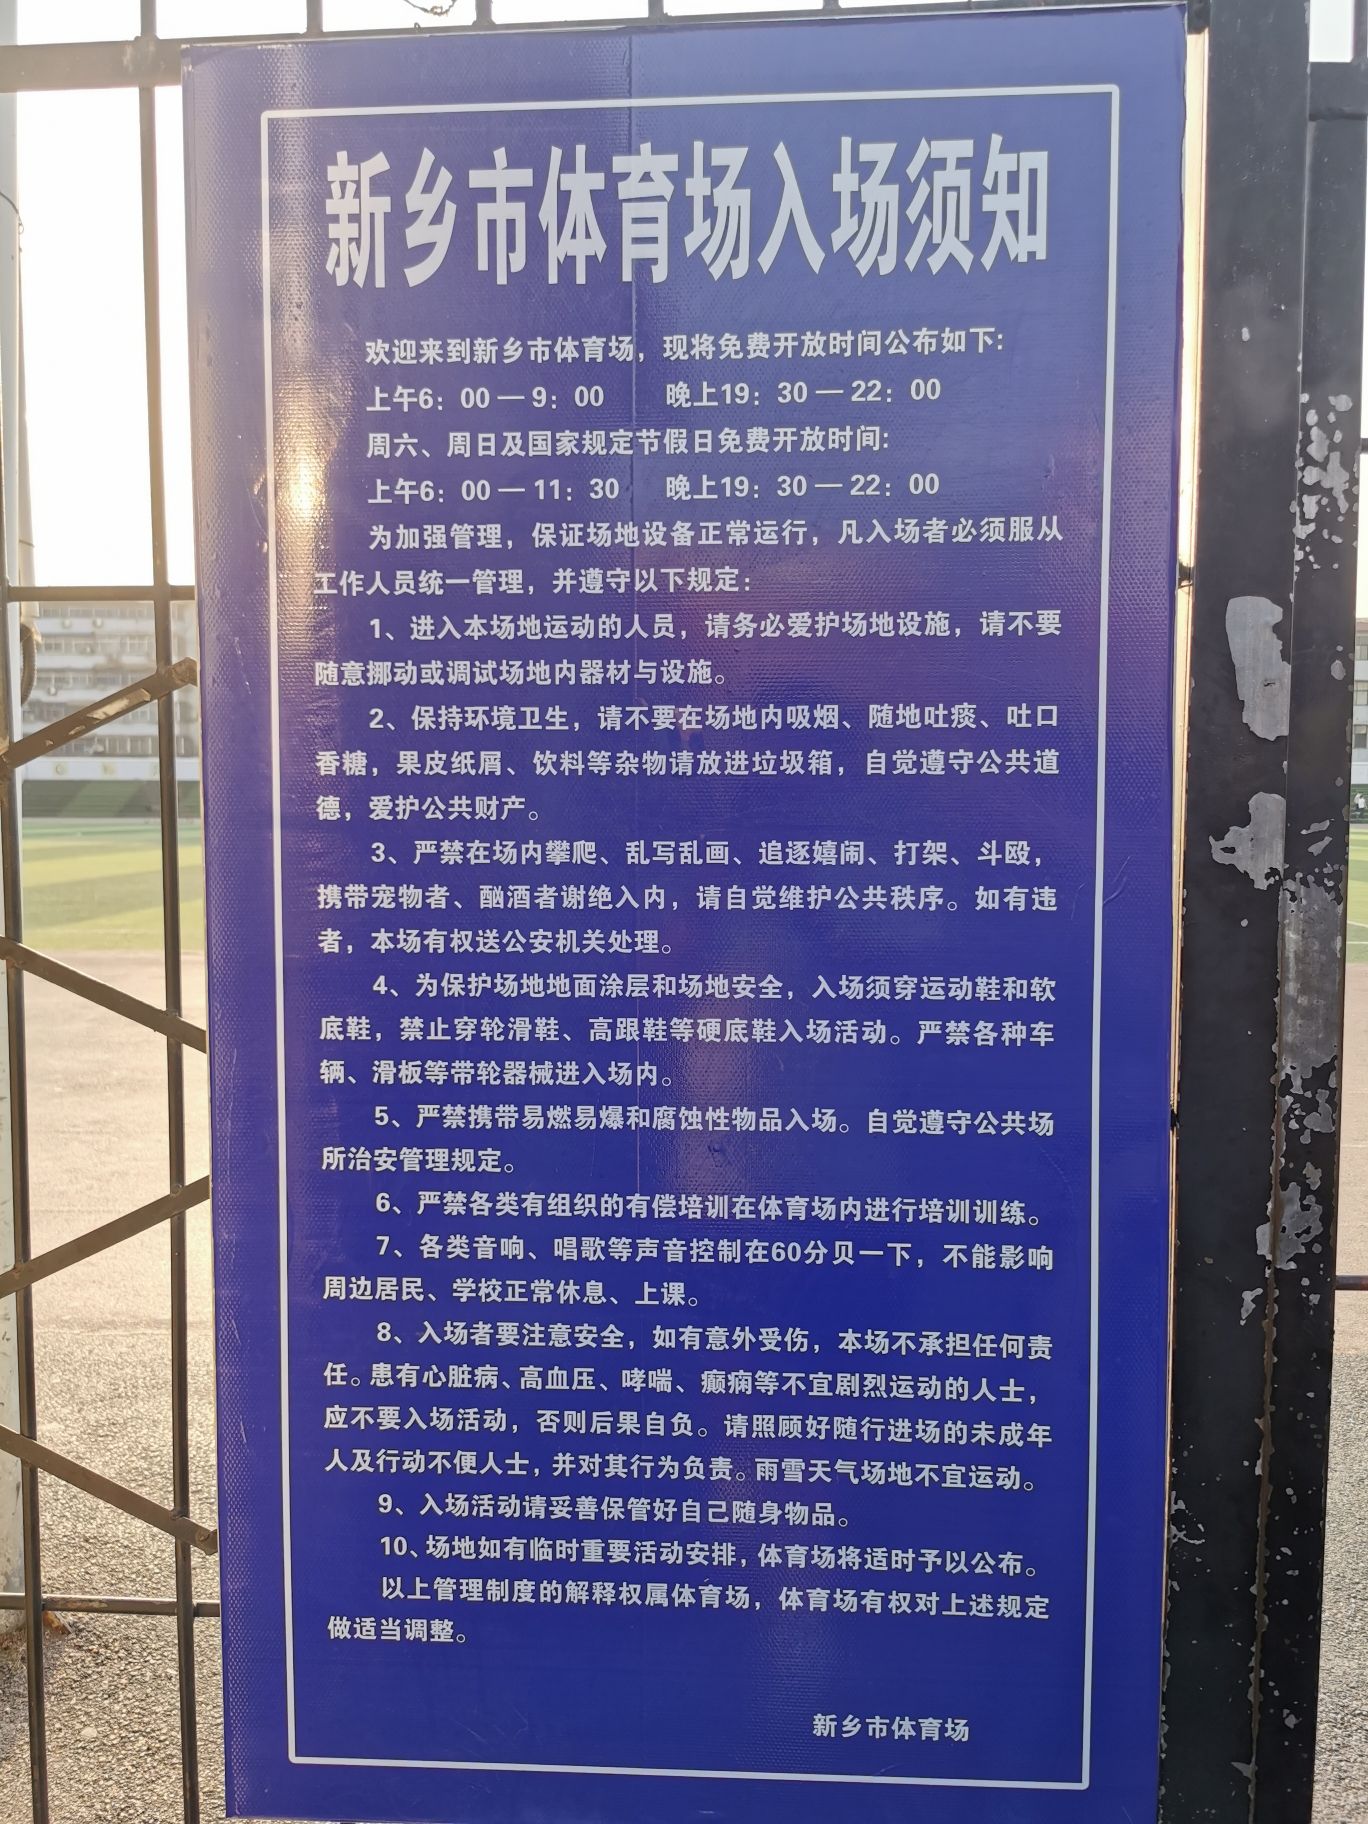 新乡市体育场入场须知
欢迎来到新乡市体育场，现将免费开放时间公布如下：
上午6：00 — 9：00 晚上19：30 — 22：00
周六、周日及国家规定节假日免费开放时间：
上午6：00 — 11：30 晚上19：30 — 22：00
为加强管理，保证场地设备正常运行，凡入场者必须服从
工作人员统一管理，并遵守以下规定：
1、进入本场地运动的人员，请务必爱护场地设施，请不要
随意挪动或调试场地内器材与设施。
2、保持环境卫生，请不要在场地内吸烟、随地吐痰、吐口
香糖，果皮纸屑、饮料等杂物请放进垃圾箱，自觉遵守公共道
德，爱护公共财产。
3、严禁在场内攀爬、乱写乱画、追逐嬉闹、打架、斗殴，
携带宠物者、酗酒者谢绝入内，请自觉维护公共秩序。如有违
者，本场有权送公安机关处理。
4、为保护场地地面涂层和场地安全，入场须穿运动鞋和软
底鞋，禁止穿轮滑鞋、高跟鞋等硬底鞋入场活动。严禁各种车
辆、滑板等带轮器械进入场内。
5、严禁携带易燃易爆和腐蚀性物品入场。自觉遵守公共场
所治安管理规定。
6、严禁各类有组织的有偿培训在体育场内进行培训训练。
7、各类音响、唱歌等声音控制在60分贝一下，不能影响
周边居民、学校正常休息、上课。
8、入场者要注意安全，如有意外受伤，本场不承担任何责
任。患有心脏病、高血压、哮喘、癫痫等不宜剧烈运动的人士，
应不要入场活动，否则后果自负。请照顾好随行进场的未成年
人及行动不便人士，并对其行为负责。雨雪天气场地不宜运动。
9、入场活动请妥善保管好自己随身物品。
10、场地如有临时重要活动安排，体育场将适时予以公布。
以上管理制度的解释权属体育场，体育场有权对上述规定
做适当调整。
新乡市体育场